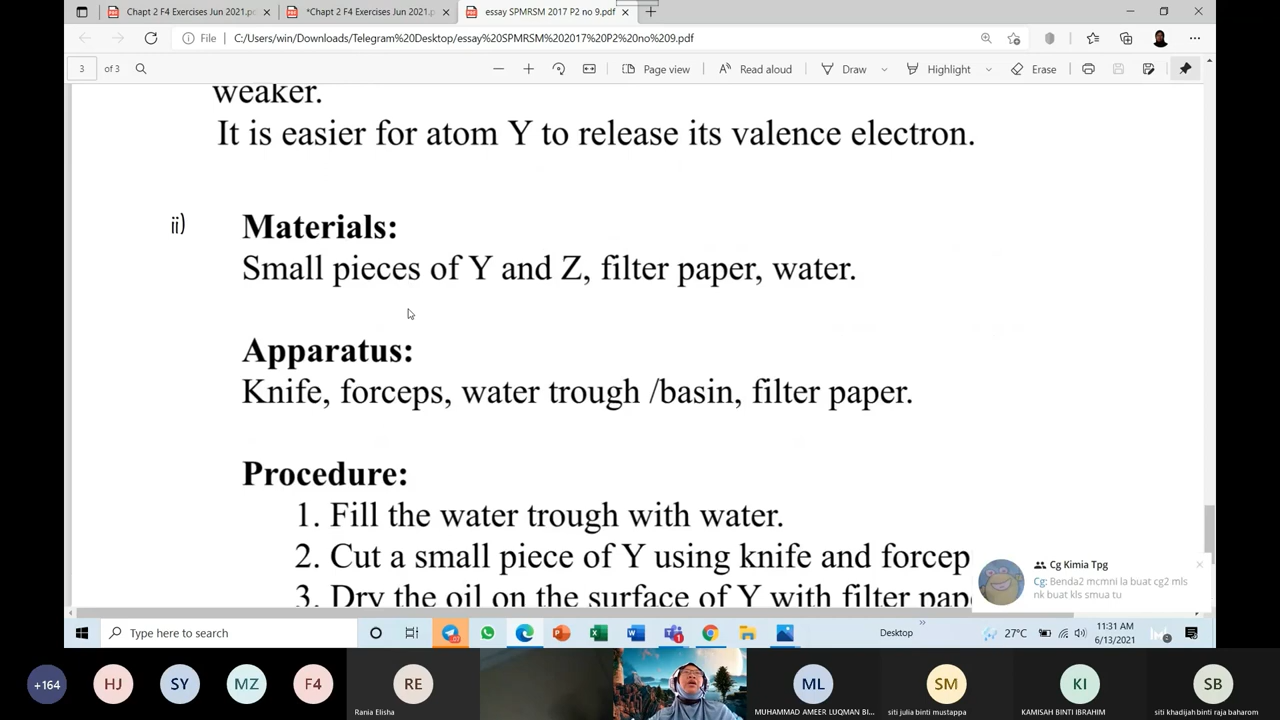 Chapt 2 F4 Exercises Jun 2021.p
*Chapt 2 F4 Exercises Jun 2021.
essay SPMRSM 2017 P2 no 9.pdf
File
C:/Users/win/Downloads/Telegram%20Desktop/essay%20SPMRSM%202017%20P2%20no%209.pdf
3 of 3
Page view
Read aloud
Draw
Highlight
Erase
weaker.
It is easier for atom Y to release its valence electron.
ii)
Materials:
Small pieces of Y and Z, filter paper, water.
Apparatus:
Knife, forceps, water trough /basin, filter paper.
Procedure:
1. Fill the water trough with water.
2. Cut a small piece of Y using knife and forcep
3. Dry the oil on the surface of Y with filter pap
Cg Kimia Tpg
Cg: Benda2 mcmni la buat cg2 mls
nk buat kls smua tu
Type here to search
Desktop
27°C
11:31 AM
6/13/2021
+164
HJ
SY
MZ
F4
RE
Rania Elisha
ML
MUHAMMAD AMEER LUQMAN BI...
SM
siti julia binti mustappa
KI
KAMISAH BINTI IBRAHIM
SB
siti khadijah binti raja baharom